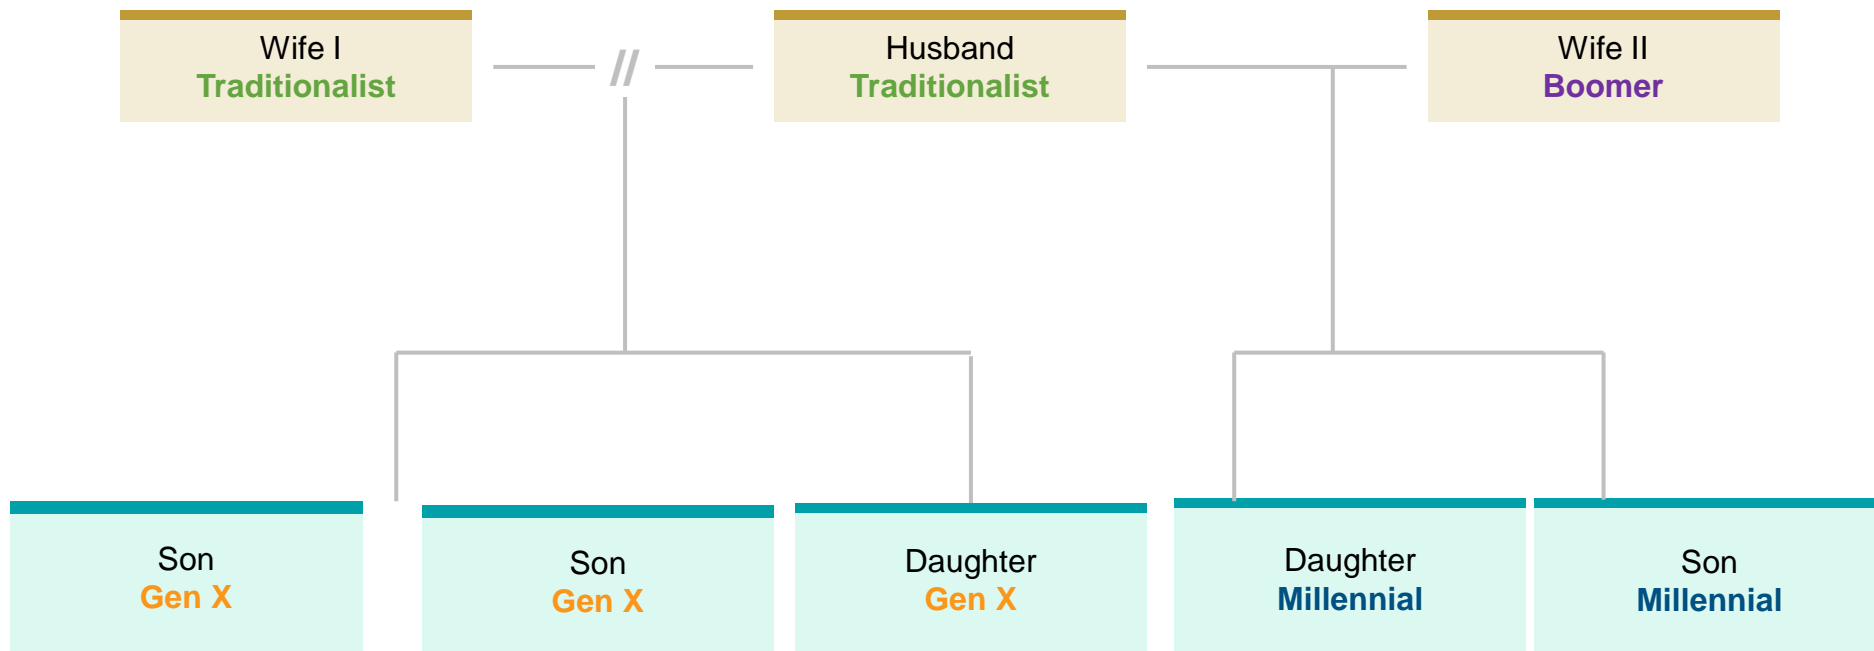 Wife I
Traditionalist
//
Husband
Traditionalist
Wife II
Boomer
Son
Gen X
Son
Gen X
Daughter
Gen X
Daughter
Millennial
Son
Millennial